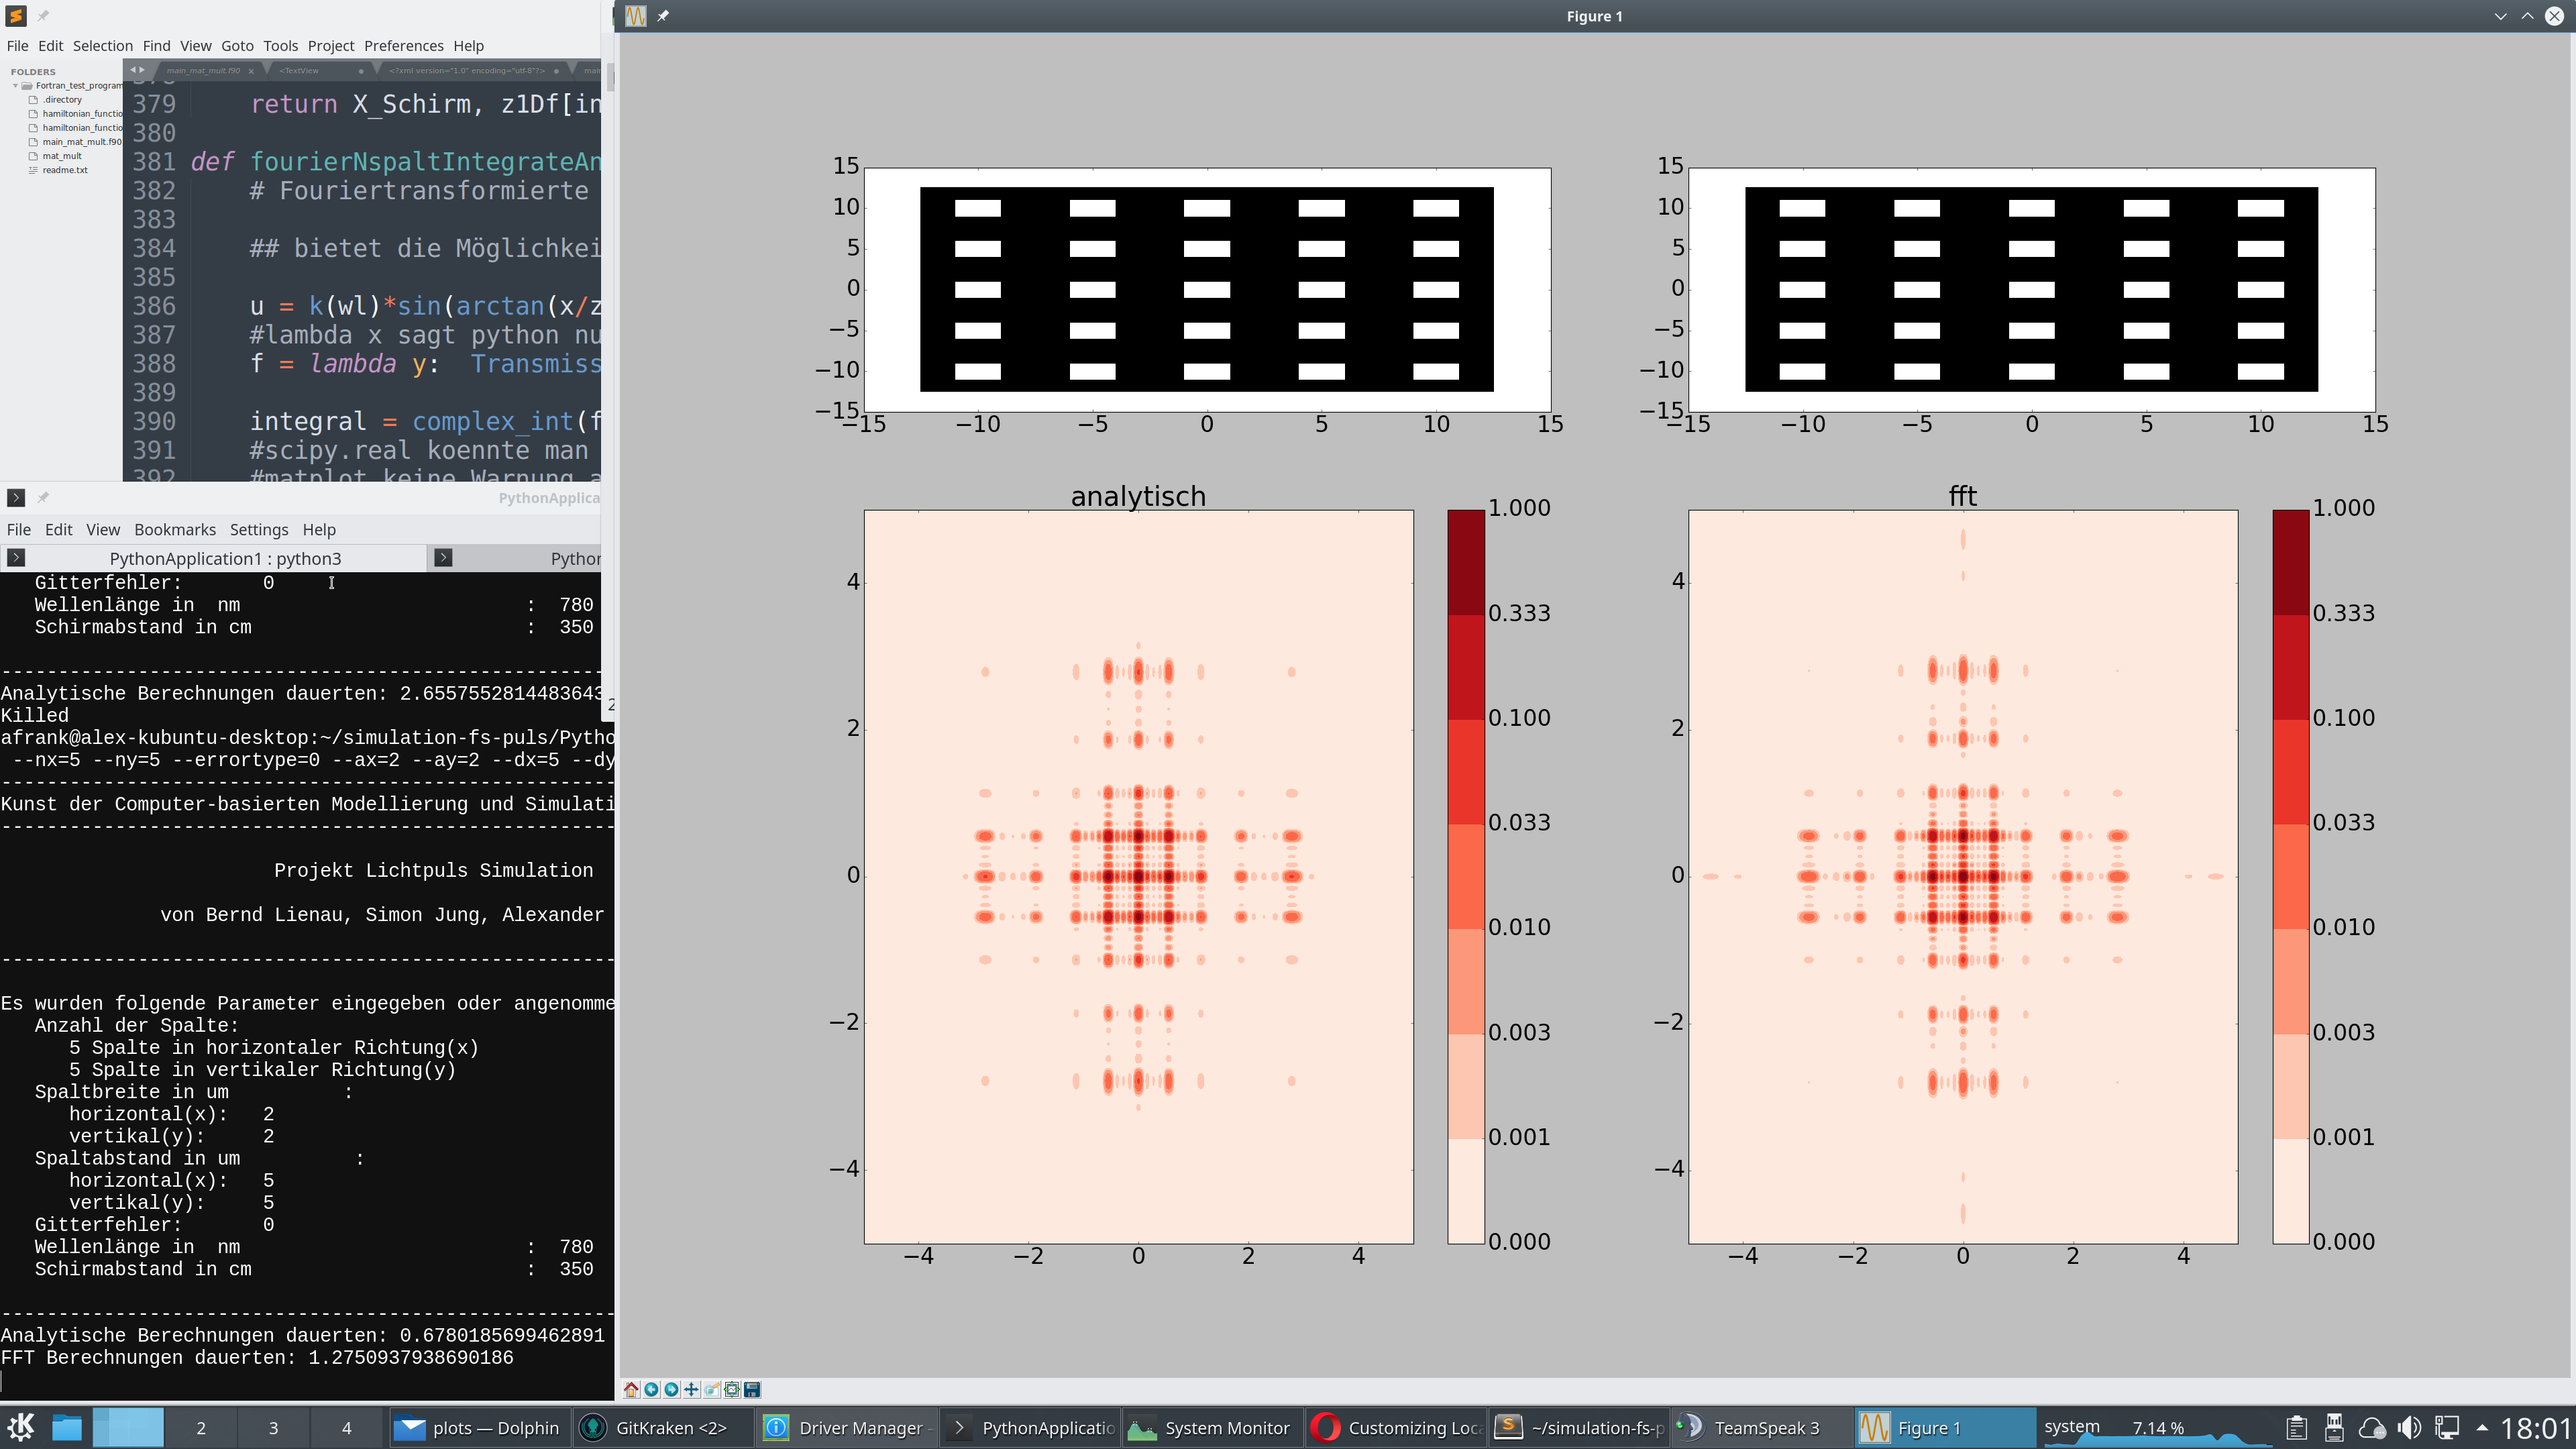 File Edit Selection Find View Goto Tools Project Preferences Help
FOLDERS
Fortran_test_program
.directory
hamiltonian_functio
hamiltonian_functio
main_mat_mult.f90
mat_mult
readme.txt
main_mat_mult.f90 <TextView <?xml version="1.0" encoding="utf-8"?> main
379 return X_Schirm, z1Df[in
380
381 def fourierNspaltIntegrateAn
382 # Fouriertransformierte
383
384 ## bietet die Möglichkei
385
386 u = k(wl)*sin(arctan(x/z
387 #lambda x sagt python nu
388 f = lambda y: Transmiss
389
390 integral = complex_int(f
391 #scipy.real koennte man
392 #matplot keine Warnung a
PythonApplica
File Edit View Bookmarks Settings Help
PythonApplication1 : python3
Python
Gitterfehler: 0
Wellenlänge in nm : 780
Schirmabstand in cm : 350
-----------------------------------------------------
Analytische Berechnungen dauerten: 2.6557552814483643
Killed
afrank@alex-kubuntu-desktop:~/simulation-fs-puls/Pytho
--nx=5 --ny=5 --errortype=0 --ax=2 --ay=2 --dx=5 --dy
------------------------------------------------------
Kunst der Computer-basierten Modellierung und Simulati
------------------------------------------------------
Projekt Lichtpuls Simulation
von Bernd Lienau, Simon Jung, Alexander
------------------------------------------------------
Es wurden folgende Parameter eingegeben oder angenomme
Anzahl der Spalte:
5 Spalte in horizontaler Richtung(x)
5 Spalte in vertikaler Richtung(y)
Spaltbreite in um :
horizontal(x): 2
vertikal(y): 2
Spaltabstand in um :
horizontal(x): 5
vertikal(y): 5
Gitterfehler: 0
Wellenlänge in nm : 780
Schirmabstand in cm : 350
------------------------------------------------------
Analytische Berechnungen dauerten: 0.6780185699462891
FFT Berechnungen dauerten: 1.2750937938690186
Figure 1
15
10
5
0
−5
−10
−15
−15 −10 −5 0 5 10 15
15
10
5
0
−5
−10
−15
−15 −10 −5 0 5 10 15
analytisch
4
2
0
−2
−4
−4 −2 0 2 4
1.000
0.333
0.100
0.033
0.010
0.003
0.001
0.000
fft
4
2
0
−2
−4
−4 −2 0 2 4
1.000
0.333
0.100
0.033
0.010
0.003
0.001
0.000
2 3 4 plots — Dolphin GitKraken <2> Driver Manager PythonApplicatio System Monitor Customizing Loc ~/simulation-fs-p TeamSpeak 3 Figure 1 system 7.14 % 18:01